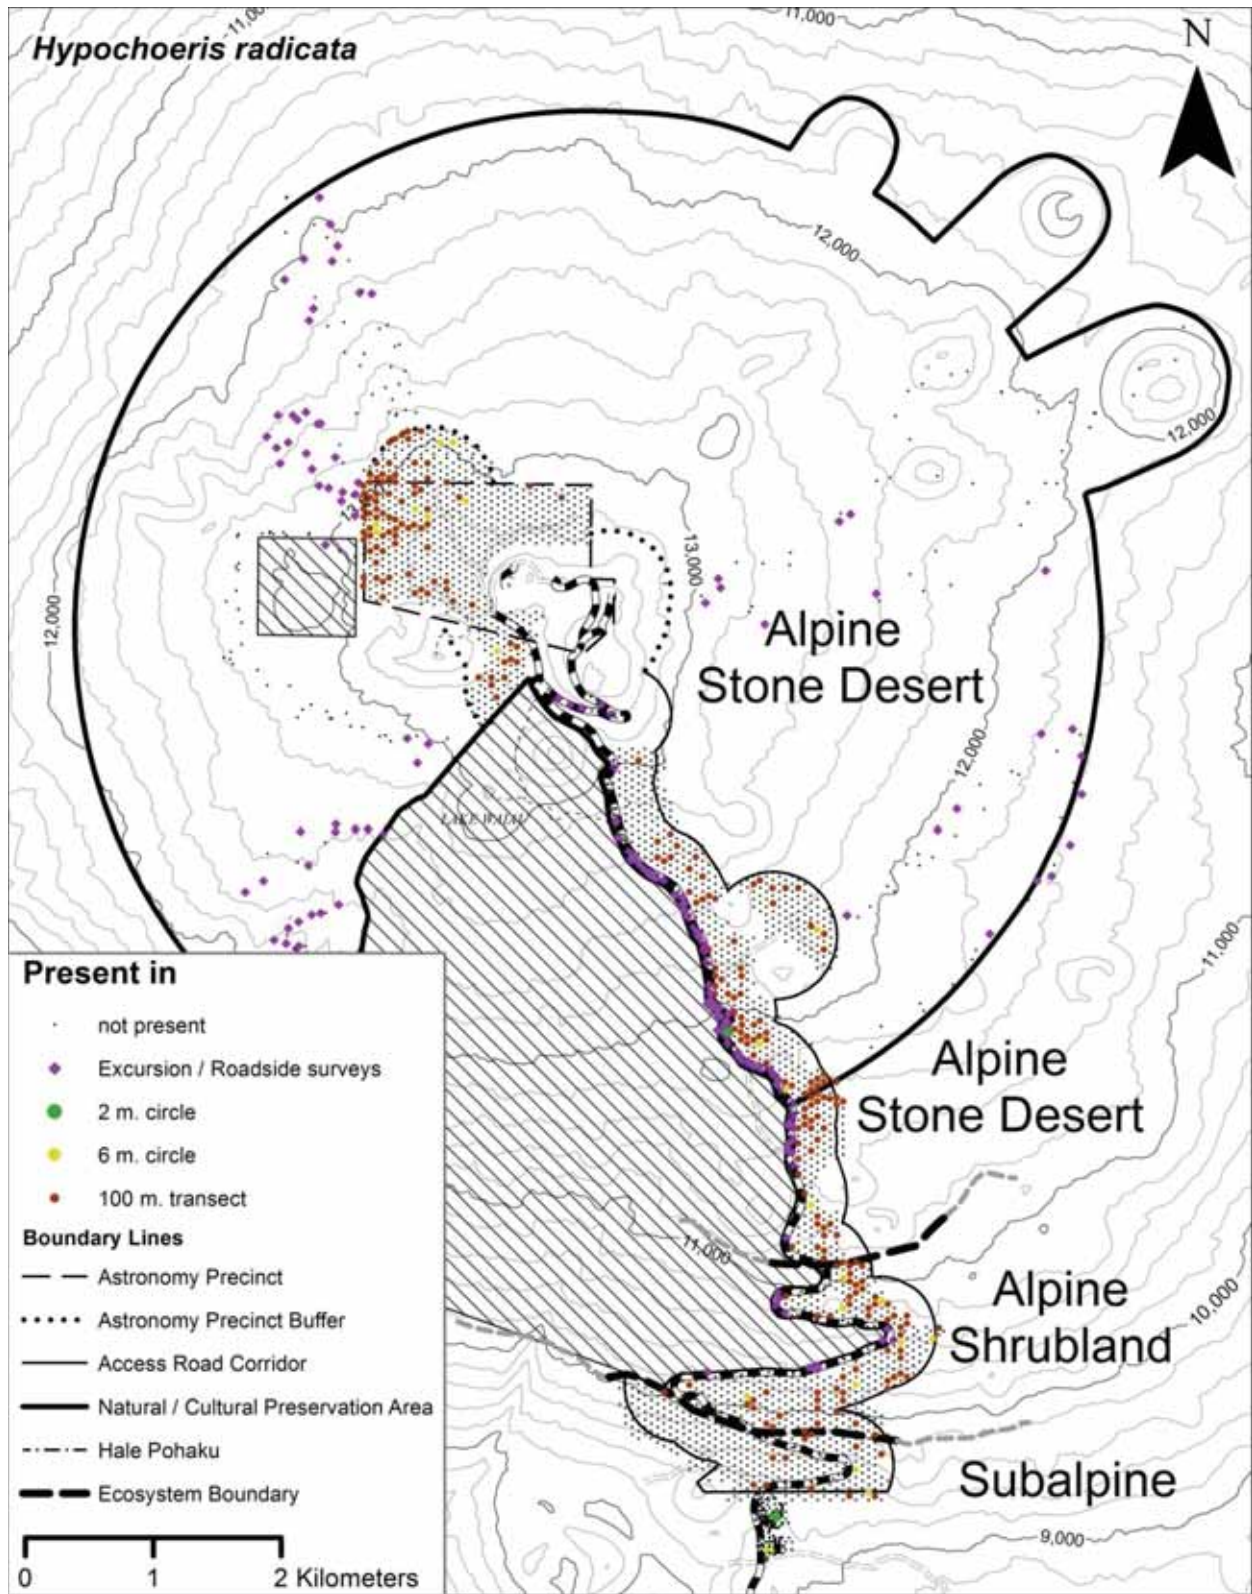 Hypochoeris radicata
11,000
11,000
N
12,000
12,000
13,000
12,000
Alpine
Stone Desert
12,000
LAKE WAIAU
11,000
Alpine
Stone Desert
11,000
Alpine
Shrubland
10,000
Subalpine
9,000
Present in
not present
Excursion / Roadside surveys
2 m. circle
6 m. circle
100 m. transect
Boundary Lines
Astronomy Precinct
Astronomy Precinct Buffer
Access Road Corridor
Natural / Cultural Preservation Area
Hale Pohaku
Ecosystem Boundary
0 1 2 Kilometers